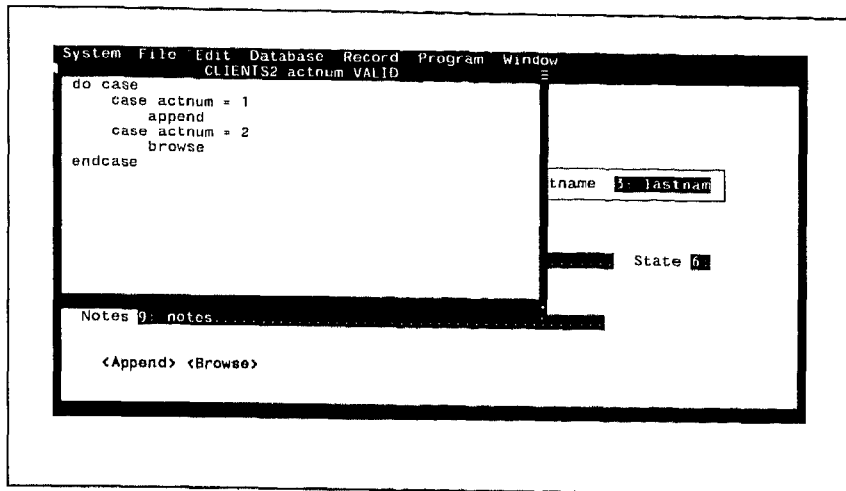 System File Edit Database Record Program Window
CLIENTS2 actnum VALID
do case
case actnum = 1
append
case actnum = 2
browse
endcase
tname 3: lastnam
State 6:
Notes 9: notes....................................
<Append> <Browse>